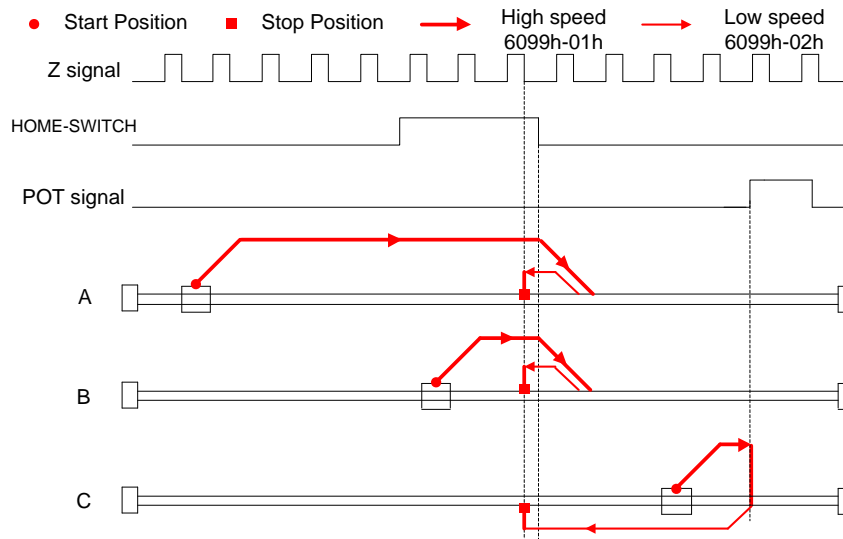 Start Position
Stop Position
High speed
6099h-01h
Low speed
6099h-02h
Z signal
HOME-SWITCH
POT signal
A
B
C